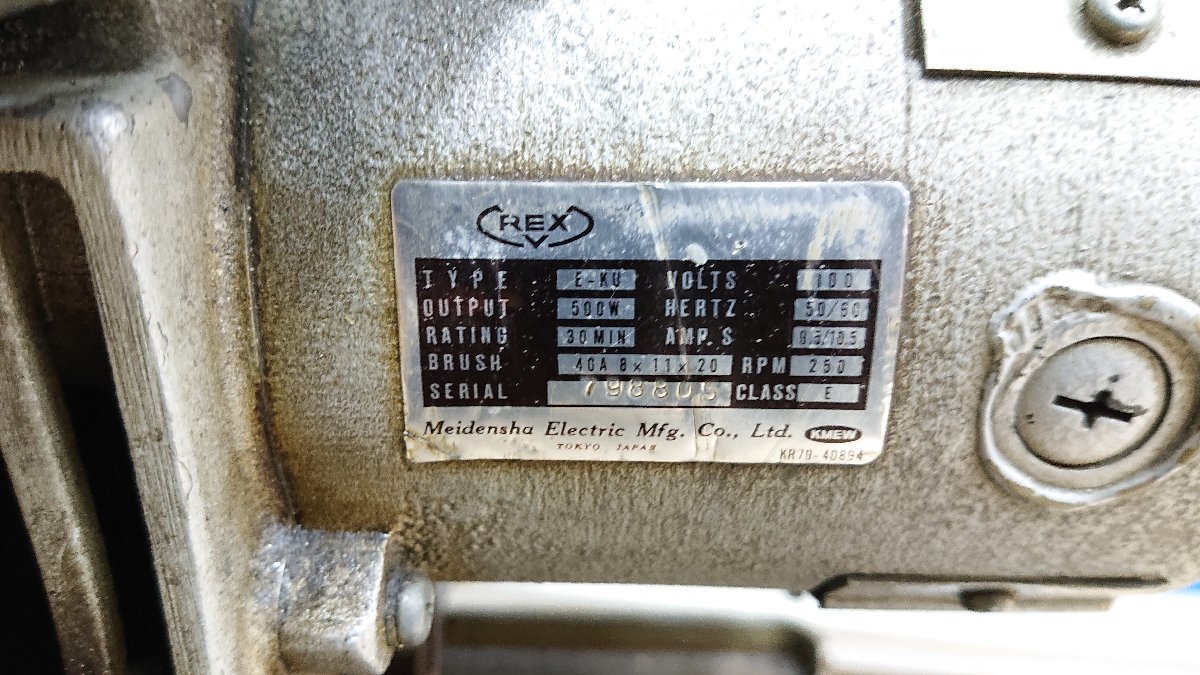 REX
TYPE E-KU VOLTS 100
OUTPUT 500W HERTZ 50/60
RATING 30MIN AMP.S 9.5/10.5
BRUSH 40A 8×11×20 RPM 250
SERIAL 798805 CLASS E
Meidensha Electric Mfg. Co., Ltd. KMEW
TOKYO JAPAN
KR70-40894